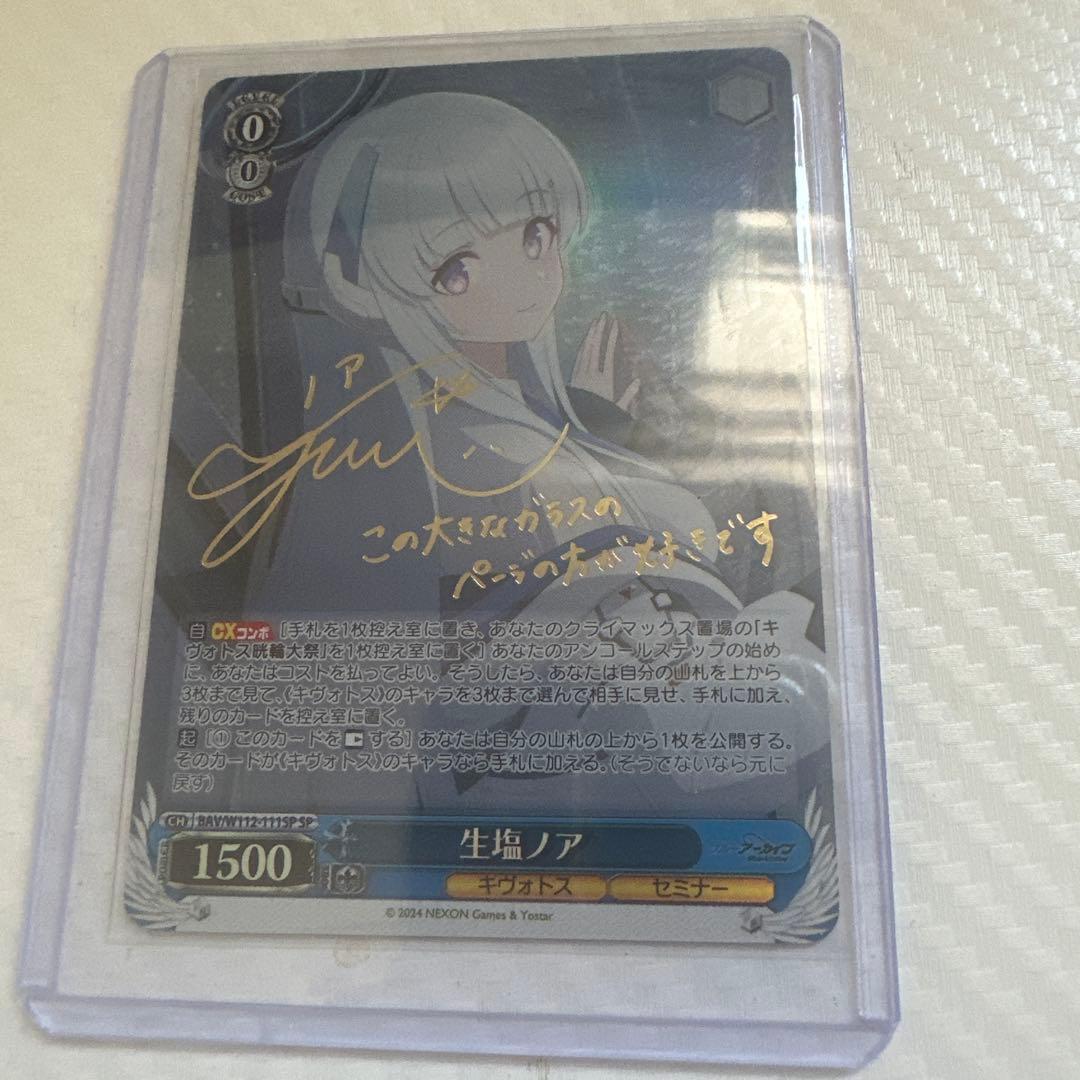 LEVEL
0
0
COST
ノア
この大きなガラスの
ページの方が好きです
自 CXコンボ [手札を1枚控え室に置き、あなたのクライマックス置場の「キ
ヴォトス晄輪大祭」を1枚控え室に置く] あなたのアンコールステップの始め
に、あなたはコストを払ってよい。そうしたら、あなたは自分の山札を上から
3枚まで見て、《キヴォトス》のキャラを3枚まで選んで相手に見せ、手札に加え、
残りのカードを控え室に置く。
起 [① このカードを する] あなたは自分の山札の上から1枚を公開する。
そのカードが《キヴォトス》のキャラなら手札に加える。(そうでないなら元に
戻す)
CH BAV/W112-111SP SP
生塩ノア
ブルーアーカイブ
1500
キヴォトス セミナー
© 2024 NEXON Games & Yostar